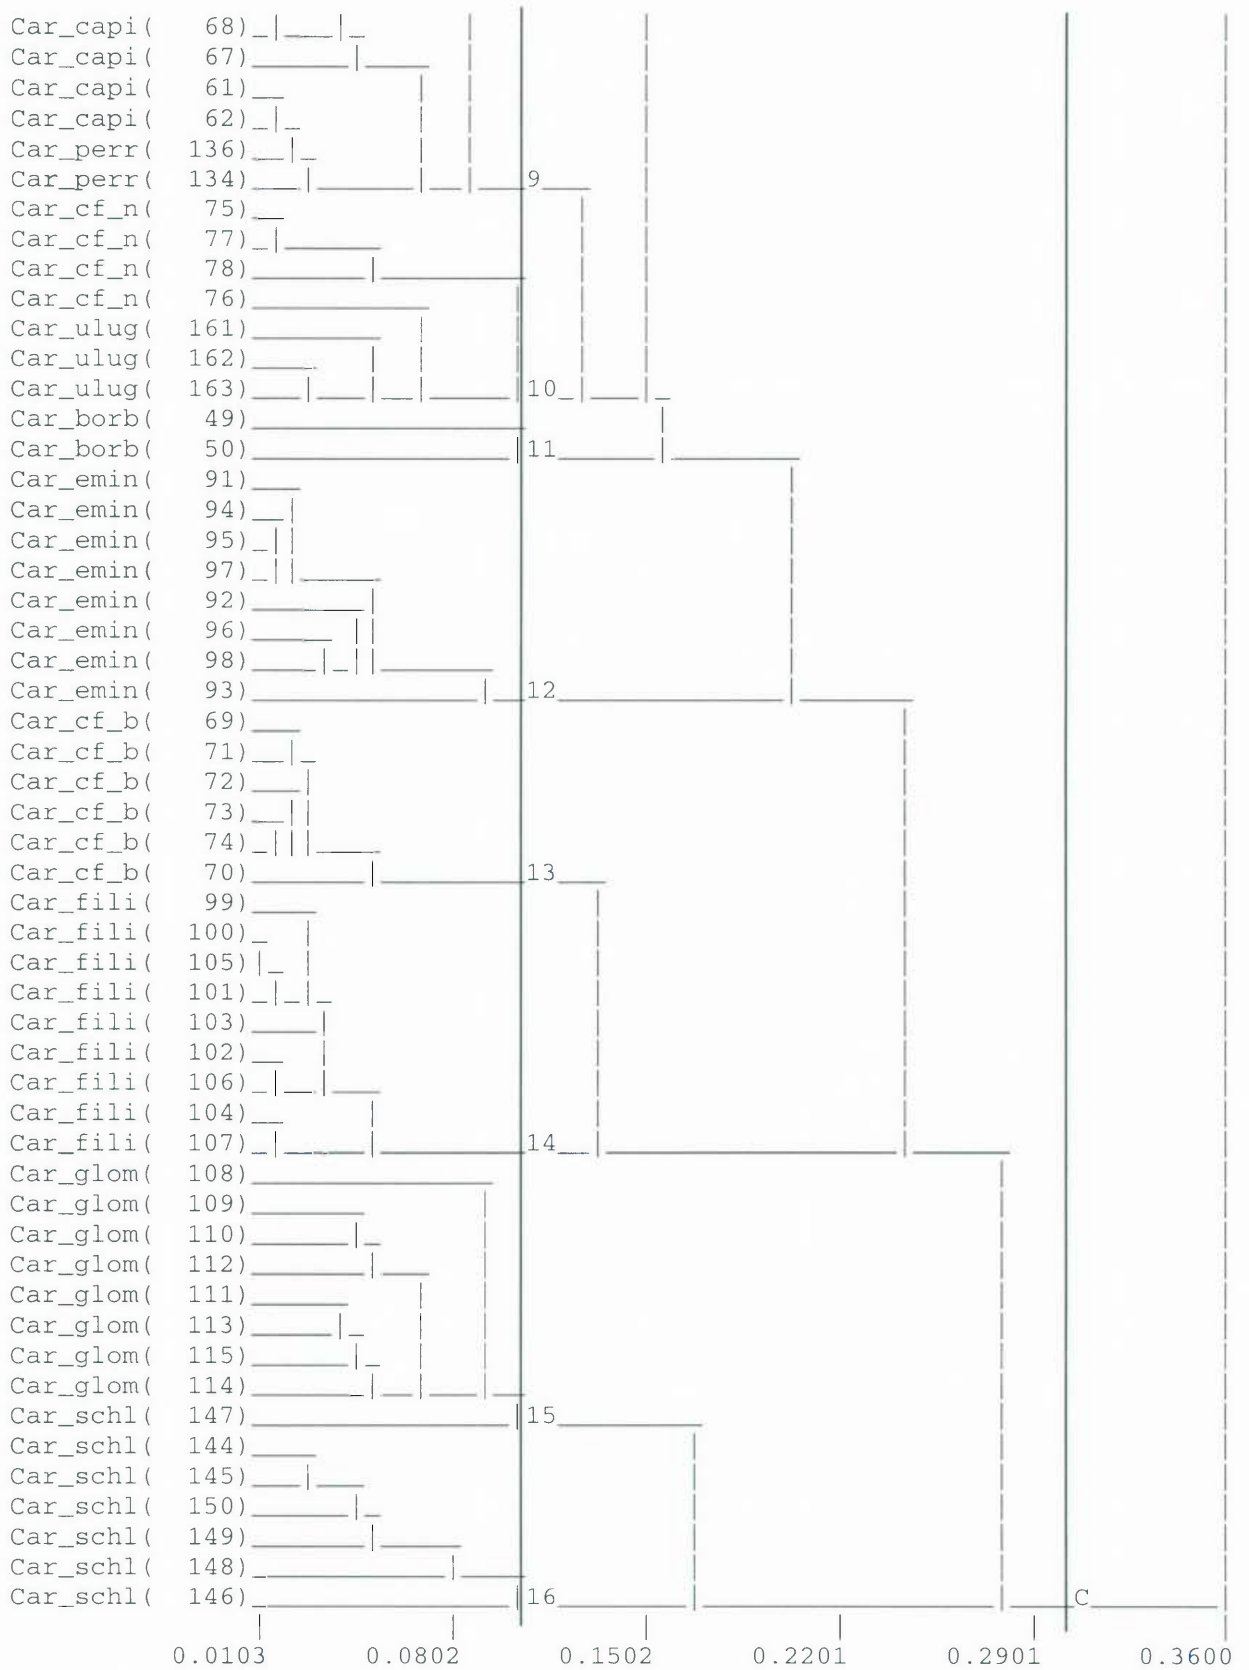 Car_capi( 68)
Car_capi( 67)
Car_capi( 61)
Car_capi( 62)
Car_perr( 136)
Car_perr( 134) 9
Car_cf_n( 75)
Car_cf_n( 77)
Car_cf_n( 78)
Car_cf_n( 76)
Car_ulug( 161)
Car_ulug( 162)
Car_ulug( 163) 10
Car_borb( 49)
Car_borb( 50) 11
Car_emin( 91)
Car_emin( 94)
Car_emin( 95)
Car_emin( 97)
Car_emin( 92)
Car_emin( 96)
Car_emin( 98)
Car_emin( 93) 12
Car_cf_b( 69)
Car_cf_b( 71)
Car_cf_b( 72)
Car_cf_b( 73)
Car_cf_b( 74)
Car_cf_b( 70) 13
Car_fili( 99)
Car_fili( 100)
Car_fili( 105)
Car_fili( 101)
Car_fili( 103)
Car_fili( 102)
Car_fili( 106)
Car_fili( 104)
Car_fili( 107) 14
Car_glom( 108)
Car_glom( 109)
Car_glom( 110)
Car_glom( 112)
Car_glom( 111)
Car_glom( 113)
Car_glom( 115)
Car_glom( 114)
Car_schl( 147) 15
Car_schl( 144)
Car_schl( 145)
Car_schl( 150)
Car_schl( 149)
Car_schl( 148)
Car_schl( 146) 16 C
0.0103 0.0802 0.1502 0.2201 0.2901 0.3600